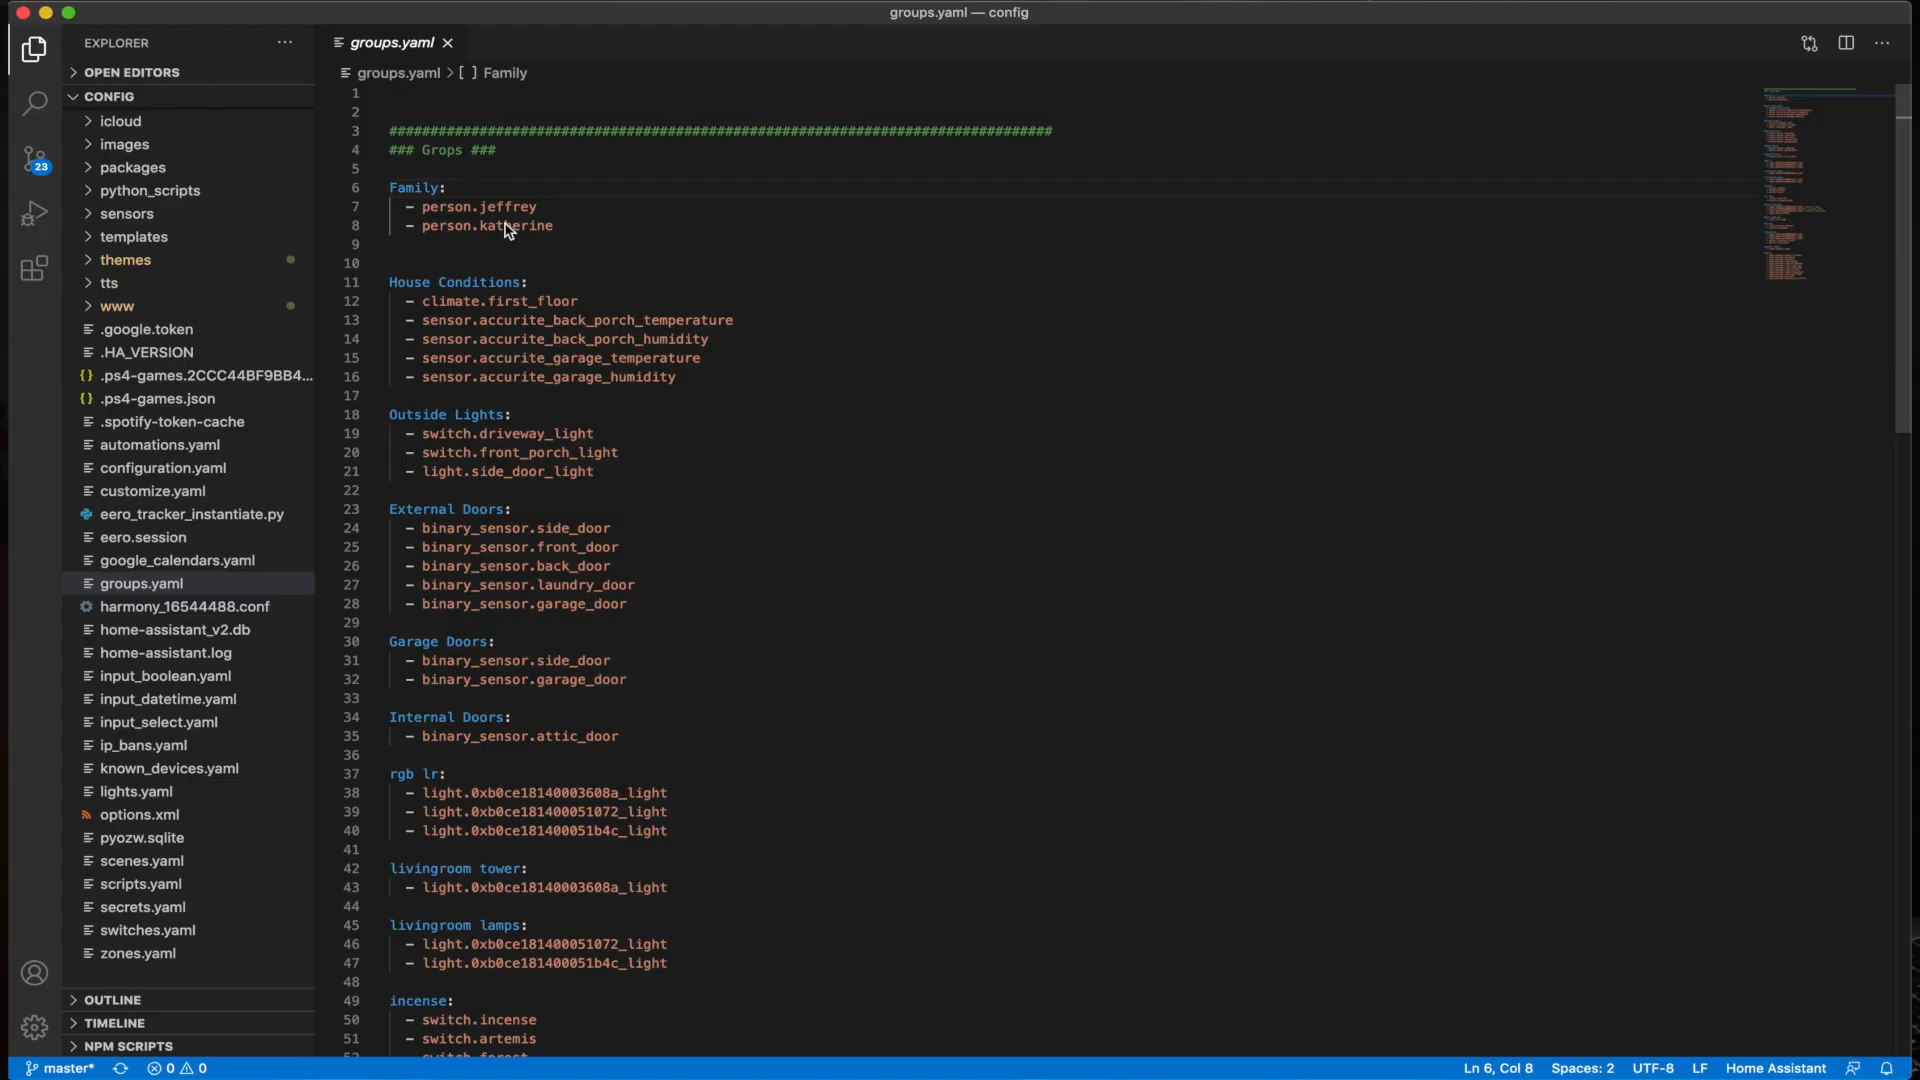 groups.yaml — config
EXPLORER
OPEN EDITORS
CONFIG
icloud
images
packages
python_scripts
sensors
templates
themes
tts
www
.google.token
.HA_VERSION
.ps4-games.2CCC44BF9BB4...
.ps4-games.json
.spotify-token-cache
automations.yaml
configuration.yaml
customize.yaml
eero_tracker_instantiate.py
eero.session
google_calendars.yaml
groups.yaml
harmony_16544488.conf
home-assistant_v2.db
home-assistant.log
input_boolean.yaml
input_datetime.yaml
input_select.yaml
ip_bans.yaml
known_devices.yaml
lights.yaml
options.xml
pyozw.sqlite
scenes.yaml
scripts.yaml
secrets.yaml
switches.yaml
zones.yaml
OUTLINE
TIMELINE
NPM SCRIPTS
23
groups.yaml
groups.yaml > [ ] Family
1
2
3 #################################################################################
4 ### Grops ###
5
6 Family:
7 - person.jeffrey
8 - person.katherine
9
10
11 House Conditions:
12 - climate.first_floor
13 - sensor.accurite_back_porch_temperature
14 - sensor.accurite_back_porch_humidity
15 - sensor.accurite_garage_temperature
16 - sensor.accurite_garage_humidity
17
18 Outside Lights:
19 - switch.driveway_light
20 - switch.front_porch_light
21 - light.side_door_light
22
23 External Doors:
24 - binary_sensor.side_door
25 - binary_sensor.front_door
26 - binary_sensor.back_door
27 - binary_sensor.laundry_door
28 - binary_sensor.garage_door
29
30 Garage Doors:
31 - binary_sensor.side_door
32 - binary_sensor.garage_door
33
34 Internal Doors:
35 - binary_sensor.attic_door
36
37 rgb lr:
38 - light.0xb0ce18140003608a_light
39 - light.0xb0ce181400051072_light
40 - light.0xb0ce181400051b4c_light
41
42 livingroom tower:
43 - light.0xb0ce18140003608a_light
44
45 livingroom lamps:
46 - light.0xb0ce181400051072_light
47 - light.0xb0ce181400051b4c_light
48
49 incense:
50 - switch.incense
51 - switch.artemis
52 - switch.forest
master* 0 0
Ln 6, Col 8 Spaces: 2 UTF-8 LF Home Assistant